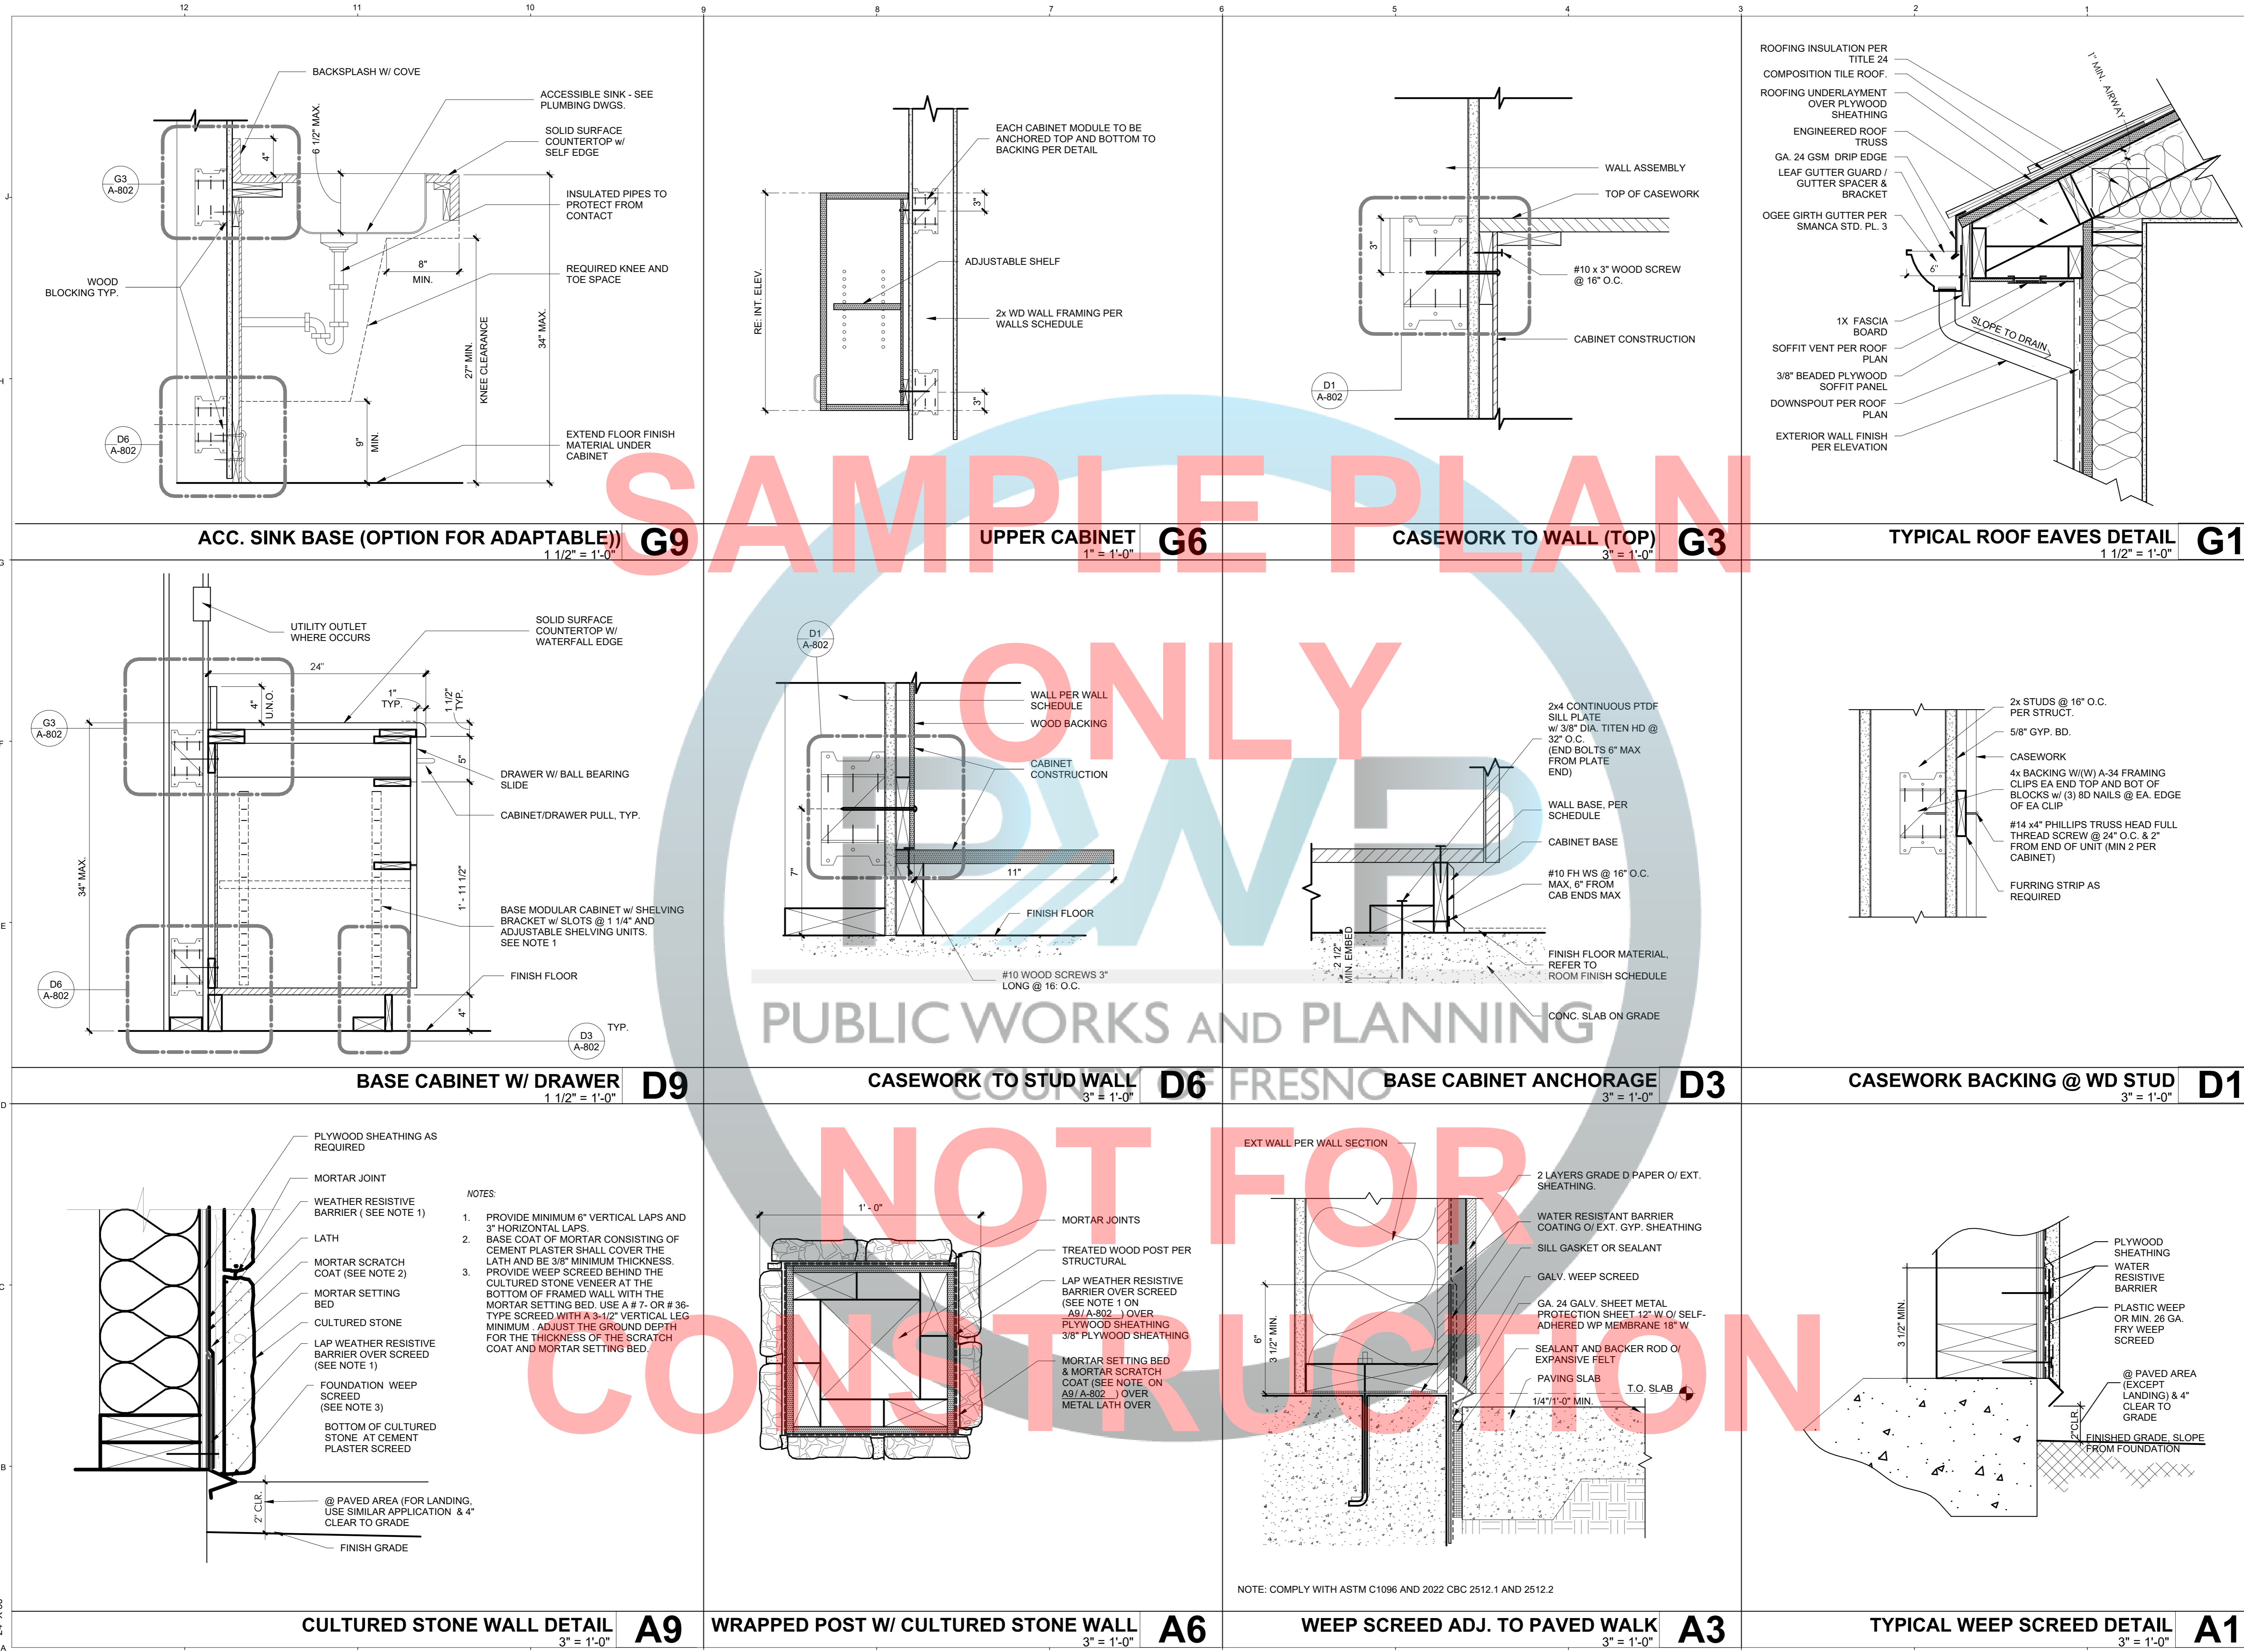 12
11
10
9
8
7
6
5
4
3
2
1
J
H
G
F
E
D
C
B
A
BACKSPLASH W/ COVE
ACCESSIBLE SINK - SEE
PLUMBING DWGS.
SOLID SURFACE
COUNTERTOP w/
SELF EDGE
INSULATED PIPES TO
PROTECT FROM
CONTACT
REQUIRED KNEE AND
TOE SPACE
EXTEND FLOOR FINISH
MATERIAL UNDER
CABINET
WOOD
BLOCKING TYP.
G3
A-802
D6
A-802
6 1/2" MAX.
4"
8"
MIN.
9"
MIN.
27" MIN.
KNEE CLEARANCE
34" MAX.
ACC. SINK BASE (OPTION FOR ADAPTABLE))
1 1/2" = 1'-0"
G9
EACH CABINET MODULE TO BE
ANCHORED TOP AND BOTTOM TO
BACKING PER DETAIL
ADJUSTABLE SHELF
2x WD WALL FRAMING PER
WALLS SCHEDULE
RE: INT. ELEV.
3"
3"
UPPER CABINET
1" = 1'-0"
G6
WALL ASSEMBLY
TOP OF CASEWORK
#10 x 3" WOOD SCREW
@ 16" O.C.
CABINET CONSTRUCTION
3"
D1
A-802
CASEWORK TO WALL (TOP)
3" = 1'-0"
G3
ROOFING INSULATION PER
TITLE 24
COMPOSITION TILE ROOF.
ROOFING UNDERLAYMENT
OVER PLYWOOD
SHEATHING
ENGINEERED ROOF
TRUSS
GA. 24 GSM DRIP EDGE
LEAF GUTTER GUARD /
GUTTER SPACER &
BRACKET
OGEE GIRTH GUTTER PER
SMANCA STD. PL. 3
1X FASCIA
BOARD
SOFFIT VENT PER ROOF
PLAN
3/8" BEADED PLYWOOD
SOFFIT PANEL
DOWNSPOUT PER ROOF
PLAN
EXTERIOR WALL FINISH
PER ELEVATION
1" MIN. AIRWAY
6"
SLOPE TO DRAIN
TYPICAL ROOF EAVES DETAIL
1 1/2" = 1'-0"
G1
UTILITY OUTLET
WHERE OCCURS
SOLID SURFACE
COUNTERTOP W/
WATERFALL EDGE
24"
4"
U.N.O.
1"
TYP.
1 1/2"
TYP.
5"
1' - 11 1/2"
4"
34" MAX.
G3
A-802
D6
A-802
D3
A-802
TYP.
DRAWER W/ BALL BEARING
SLIDE
CABINET/DRAWER PULL, TYP.
BASE MODULAR CABINET w/ SHELVING
BRACKET w/ SLOTS @ 1 1/4" AND
ADJUSTABLE SHELVING UNITS.
SEE NOTE 1
FINISH FLOOR
BASE CABINET W/ DRAWER
1 1/2" = 1'-0"
D9
D1
A-802
WALL PER WALL
SCHEDULE
WOOD BACKING
CABINET
CONSTRUCTION
7"
11"
FINISH FLOOR
#10 WOOD SCREWS 3"
LONG @ 16: O.C.
CASEWORK TO STUD WALL
3" = 1'-0"
D6
2x4 CONTINUOUS PTDF
SILL PLATE
w/ 3/8" DIA. TITEN HD @
32" O.C.
(END BOLTS 6" MAX
FROM PLATE
END)
WALL BASE, PER
SCHEDULE
CABINET BASE
#10 FH WS @ 16" O.C.
MAX, 6" FROM
CAB ENDS MAX
FINISH FLOOR MATERIAL,
REFER TO
ROOM FINISH SCHEDULE
CONC. SLAB ON GRADE
2 1/2"
MIN. EMBED
BASE CABINET ANCHORAGE
3" = 1'-0"
D3
2x STUDS @ 16" O.C.
PER STRUCT.
5/8" GYP. BD.
CASEWORK
4x BACKING W/(W) A-34 FRAMING
CLIPS EA END TOP AND BOT OF
BLOCKS w/ (3) 8D NAILS @ EA. EDGE
OF EA CLIP
#14 x4" PHILLIPS TRUSS HEAD FULL
THREAD SCREW @ 24" O.C. & 2"
FROM END OF UNIT (MIN 2 PER
CABINET)
FURRING STRIP AS
REQUIRED
CASEWORK BACKING @ WD STUD
3" = 1'-0"
D1
PLYWOOD SHEATHING AS
REQUIRED
MORTAR JOINT
WEATHER RESISTIVE
BARRIER ( SEE NOTE 1)
LATH
MORTAR SCRATCH
COAT (SEE NOTE 2)
MORTAR SETTING
BED
CULTURED STONE
LAP WEATHER RESISTIVE
BARRIER OVER SCREED
(SEE NOTE 1)
FOUNDATION WEEP
SCREED
(SEE NOTE 3)
BOTTOM OF CULTURED
STONE AT CEMENT
PLASTER SCREED
@ PAVED AREA (FOR LANDING,
USE SIMILAR APPLICATION & 4"
CLEAR TO GRADE
2" CLR.
FINISH GRADE
NOTES:
1. PROVIDE MINIMUM 6" VERTICAL LAPS AND
3" HORIZONTAL LAPS.
2. BASE COAT OF MORTAR CONSISTING OF
CEMENT PLASTER SHALL COVER THE
LATH AND BE 3/8" MINIMUM THICKNESS.
3. PROVIDE WEEP SCREED BEHIND THE
CULTURED STONE VENEER AT THE
BOTTOM OF FRAMED WALL WITH THE
MORTAR SETTING BED. USE A # 7- OR # 36-
TYPE SCREED WITH A 3-1/2" VERTICAL LEG
MINIMUM . ADJUST THE GROUND DEPTH
FOR THE THICKNESS OF THE SCRATCH
COAT AND MORTAR SETTING BED.
CULTURED STONE WALL DETAIL
3" = 1'-0"
A9
1' - 0"
MORTAR JOINTS
TREATED WOOD POST PER
STRUCTURAL
LAP WEATHER RESISTIVE
BARRIER OVER SCREED
(SEE NOTE 1 ON
A9 / A-802 ) OVER
PLYWOOD SHEATHING
3/8" PLYWOOD SHEATHING
MORTAR SETTING BED
& MORTAR SCRATCH
COAT (SEE NOTE ON
A9 / A-802 ) OVER
METAL LATH OVER
WRAPPED POST W/ CULTURED STONE WALL
3" = 1'-0"
A6
EXT WALL PER WALL SECTION
2 LAYERS GRADE D PAPER O/ EXT.
SHEATHING.
WATER RESISTANT BARRIER
COATING O/ EXT. GYP. SHEATHING
SILL GASKET OR SEALANT
GALV. WEEP SCREED
GA. 24 GALV. SHEET METAL
PROTECTION SHEET 12" W O/ SELF-
ADHERED WP MEMBRANE 18" W
SEALANT AND BACKER ROD O/
EXPANSIVE FELT
PAVING SLAB
T.O. SLAB
1/4"/1'-0" MIN.
6"
3 1/2" MIN.
NOTE: COMPLY WITH ASTM C1096 AND 2022 CBC 2512.1 AND 2512.2
WEEP SCREED ADJ. TO PAVED WALK
3" = 1'-0"
A3
PLYWOOD
SHEATHING
WATER
RESISTIVE
BARRIER
PLASTIC WEEP
OR MIN. 26 GA.
FRY WEEP
SCREED
@ PAVED AREA
(EXCEPT
LANDING) & 4"
CLEAR TO
GRADE
3 1/2" MIN.
2"CLR.
FINISHED GRADE, SLOPE
FROM FOUNDATION
TYPICAL WEEP SCREED DETAIL
3" = 1'-0"
A1
SAMPLE PLAN
ONLY
NOT FOR
CONSTRUCTION
PWP
PUBLIC WORKS AND PLANNING
COUNTY OF FRESNO